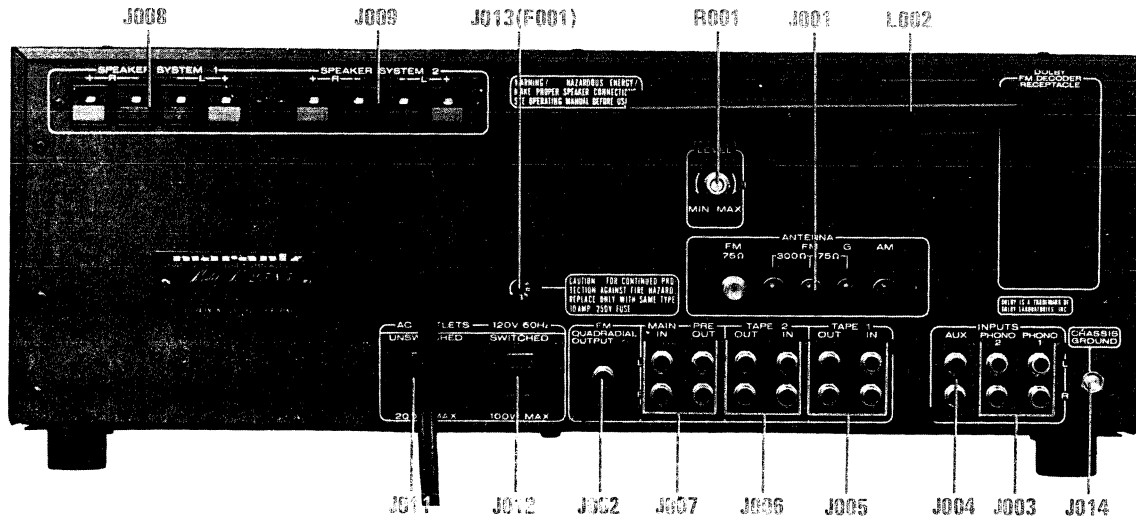 J008 J009 J013(F001) R001 J001 L002
SPEAKER SYSTEM 1 SPEAKER SYSTEM 2
+ R - - L + + R - - L +
WARNING/ HAZARDOUS ENERGY/
MAKE PROPER SPEAKER CONNECTION
SEE OPERATING MANUAL BEFORE USE
DOLBY
FM DECODER
RECEPTACLE
LEVEL
MIN MAX
ANTENNA
FM FM G AM
75Ω 300Ω 75Ω
CAUTION FOR CONTINUED PRO
TECTION AGAINST FIRE HAZARD
REPLACE ONLY WITH SAME TYPE
10 AMP 250V FUSE
DOLBY IS A TRADEMARK OF
DOLBY LABORATORIES INC
AC OUTLETS 120V 60Hz
UNSWITCHED SWITCHED
MAX 100W MAX
FM
QUADRADIAL
OUTPUT
MAIN PRE TAPE 2 TAPE 1
IN OUT OUT IN OUT IN
INPUTS
AUX PHONO PHONO
2 1
L
R
CHASSIS
GROUND
J011 J012 J002 J007 J006 J005 J004 J003 J014